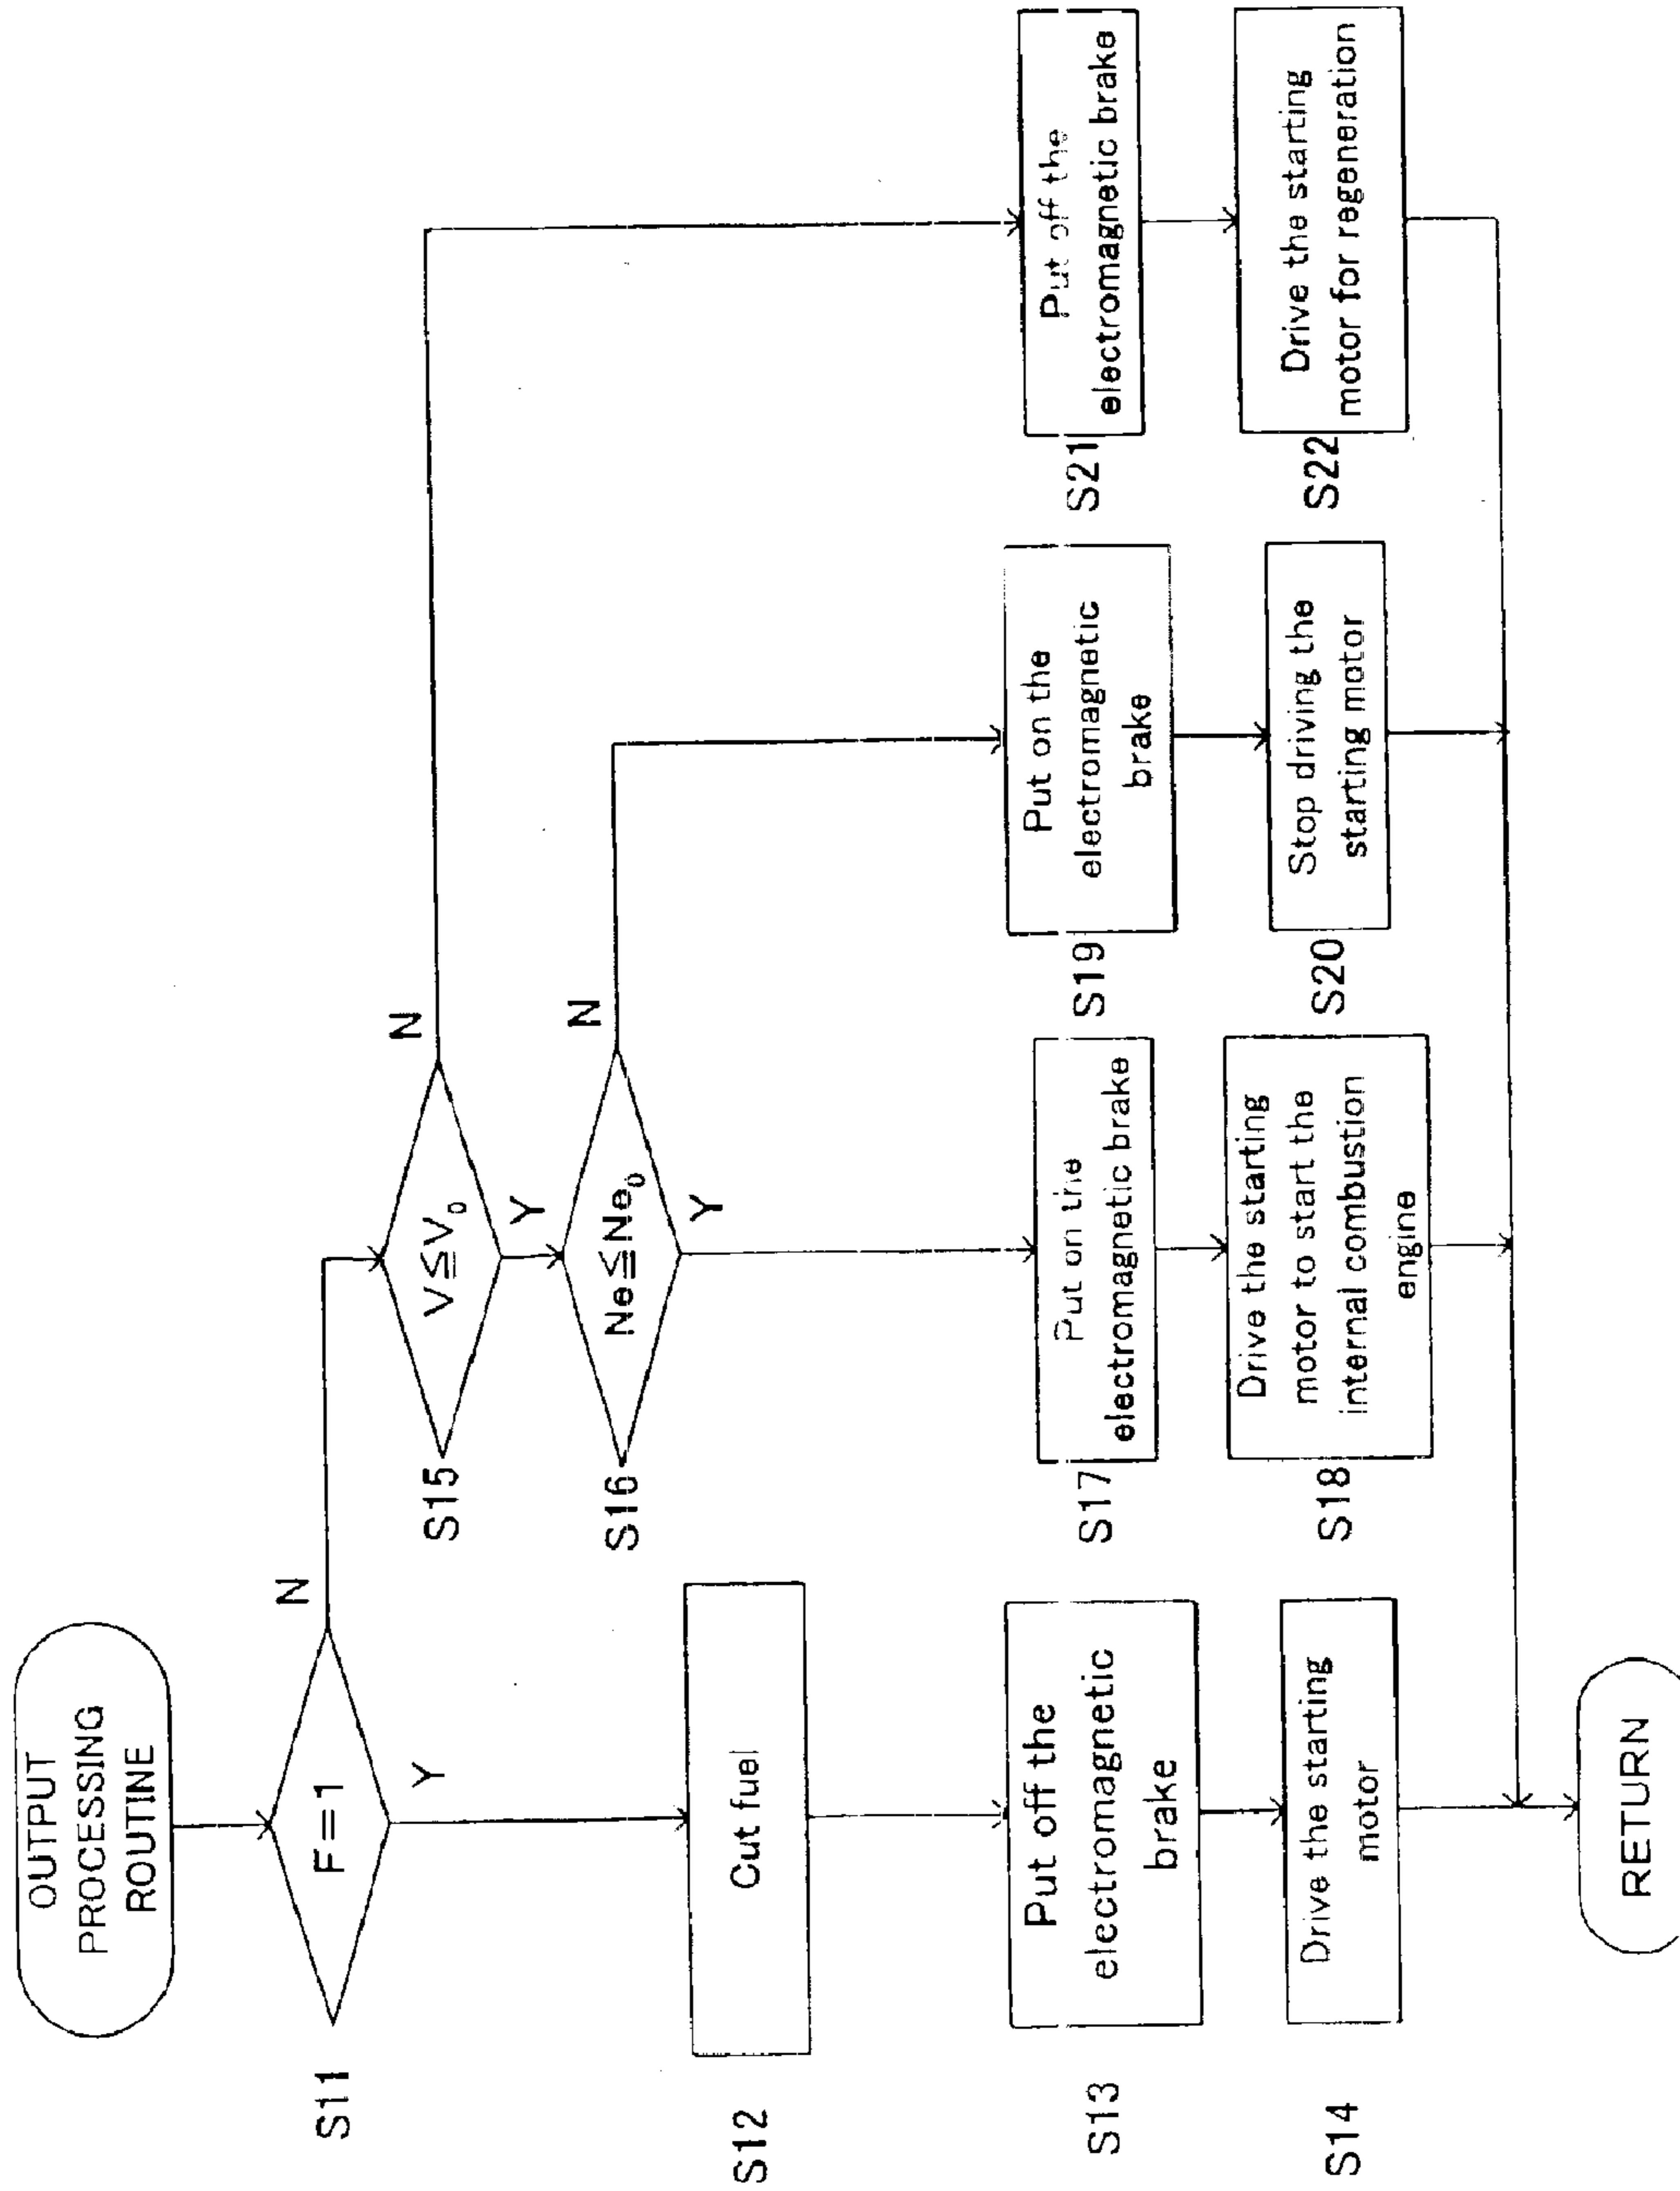 OUTPUT
PROCESSING
ROUTINE
S11
F=1
N
Y
S15
V≦V₀
N
Y
S16
Ne≦Ne₀
N
Y
S12
Cut fuel
S13
Put off the
electromagnetic
brake
S17
Put on the
electromagnetic brake
S19
Put on the
electromagnetic
brake
S21
Put off the
electromagnetic brake
S14
Drive the starting
motor
S18
Drive the starting
motor to start the
internal combustion
engine
S20
Stop driving the
starting motor
S22
Drive the starting
motor for regeneration
RETURN